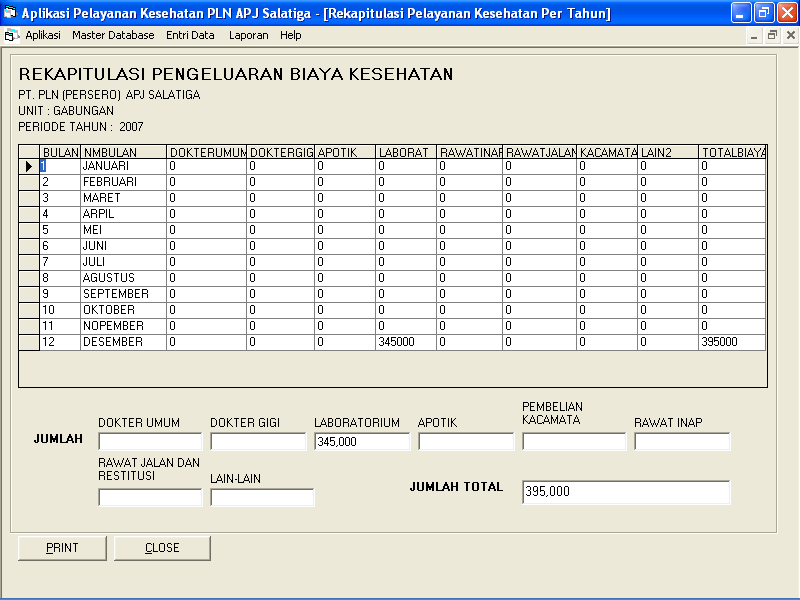 Aplikasi Pelayanan Kesehatan PLN APJ Salatiga - [Rekapitulasi Pelayanan Kesehatan Per Tahun]
Aplikasi Master Database Entri Data Laporan Help
REKAPITULASI PENGELUARAN BIAYA KESEHATAN
PT. PLN (PERSERO) APJ SALATIGA
UNIT : GABUNGAN
PERIODE TAHUN : 2007
BULAN NMBULAN DOKTERUMUM DOKTERGIG APOTIK LABORAT RAWATINAP RAWATJALAN KACAMATA LAIN2 TOTALBIAYA
1 JANUARI 0 0 0 0 0 0 0 0 0
2 FEBRUARI 0 0 0 0 0 0 0 0 0
3 MARET 0 0 0 0 0 0 0 0 0
4 ARPIL 0 0 0 0 0 0 0 0 0
5 MEI 0 0 0 0 0 0 0 0 0
6 JUNI 0 0 0 0 0 0 0 0 0
7 JULI 0 0 0 0 0 0 0 0 0
8 AGUSTUS 0 0 0 0 0 0 0 0 0
9 SEPTEMBER 0 0 0 0 0 0 0 0 0
10 OKTOBER 0 0 0 0 0 0 0 0 0
11 NOPEMBER 0 0 0 0 0 0 0 0 0
12 DESEMBER 0 0 0 345000 0 0 0 0 395000
JUMLAH
DOKTER UMUM DOKTER GIGI LABORATORIUM APOTIK PEMBELIAN KACAMATA RAWAT INAP
345,000
RAWAT JALAN DAN
RESTITUSI
LAIN-LAIN
JUMLAH TOTAL 395,000
PRINT CLOSE